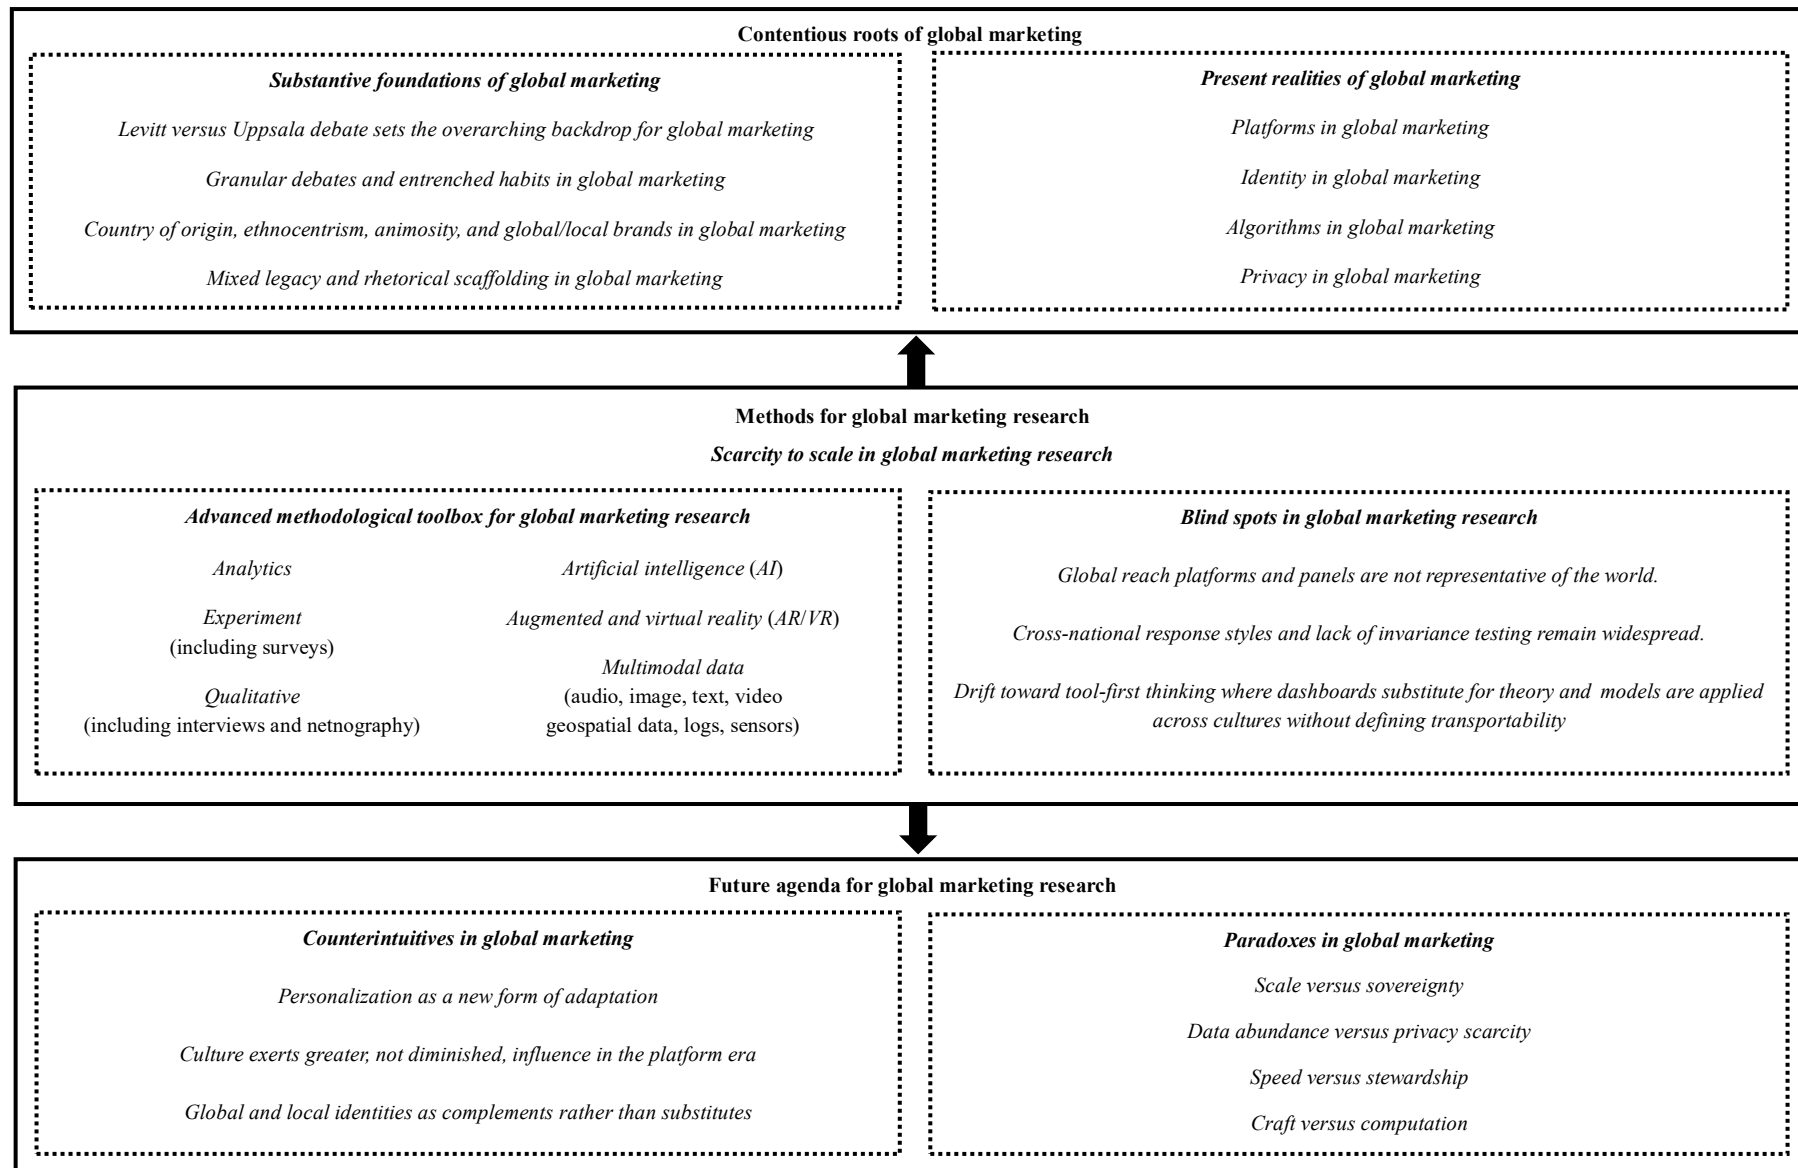 Contentious roots of global marketing
Substantive foundations of global marketing
Levitt versus Uppsala debate sets the overarching backdrop for global marketing
Granular debates and entrenched habits in global marketing
Country of origin, ethnocentrism, animosity, and global/local brands in global marketing
Mixed legacy and rhetorical scaffolding in global marketing
Present realities of global marketing
Platforms in global marketing
Identity in global marketing
Algorithms in global marketing
Privacy in global marketing
Methods for global marketing research
Scarcity to scale in global marketing research
Advanced methodological toolbox for global marketing research
Analytics
Experiment
(including surveys)
Qualitative
(including interviews and netnography)
Artificial intelligence (AI)
Augmented and virtual reality (AR/VR)
Multimodal data
(audio, image, text, video
geospatial data, logs, sensors)
Blind spots in global marketing research
Global reach platforms and panels are not representative of the world.
Cross-national response styles and lack of invariance testing remain widespread.
Drift toward tool-first thinking where dashboards substitute for theory and models are applied
across cultures without defining transportability
Future agenda for global marketing research
Counterintuitives in global marketing
Personalization as a new form of adaptation
Culture exerts greater, not diminished, influence in the platform era
Global and local identities as complements rather than substitutes
Paradoxes in global marketing
Scale versus sovereignty
Data abundance versus privacy scarcity
Speed versus stewardship
Craft versus computation